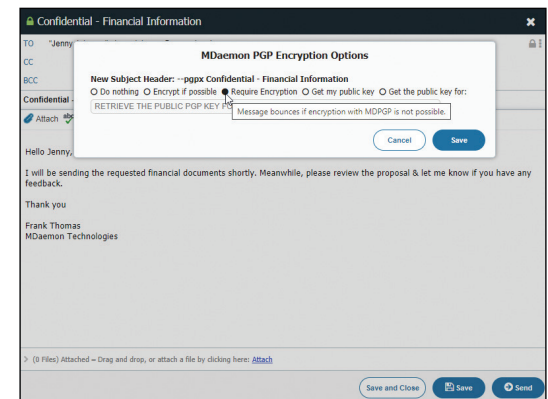 Confidential - Financial Information
TO "Jenny
MDaemon PGP Encryption Options
CC
New Subject Header: --pgpx Confidential - Financial Information
BCC
Do nothing Encrypt if possible Require Encryption Get my public key Get the public key for:
Confidential -
RETRIEVE THE PUBLIC PGP KEY
Message bounces if encryption with MDPGP is not possible.
Attach
Cancel Save
Hello Jenny,
I will be sending the requested financial documents shortly. Meanwhile, please review the proposal & let me know if you have any
feedback.
Thank you
Frank Thomas
MDaemon Technologies
(0 Files) Attached – Drag and drop, or attach a file by clicking here: Attach
Save and Close Save Send